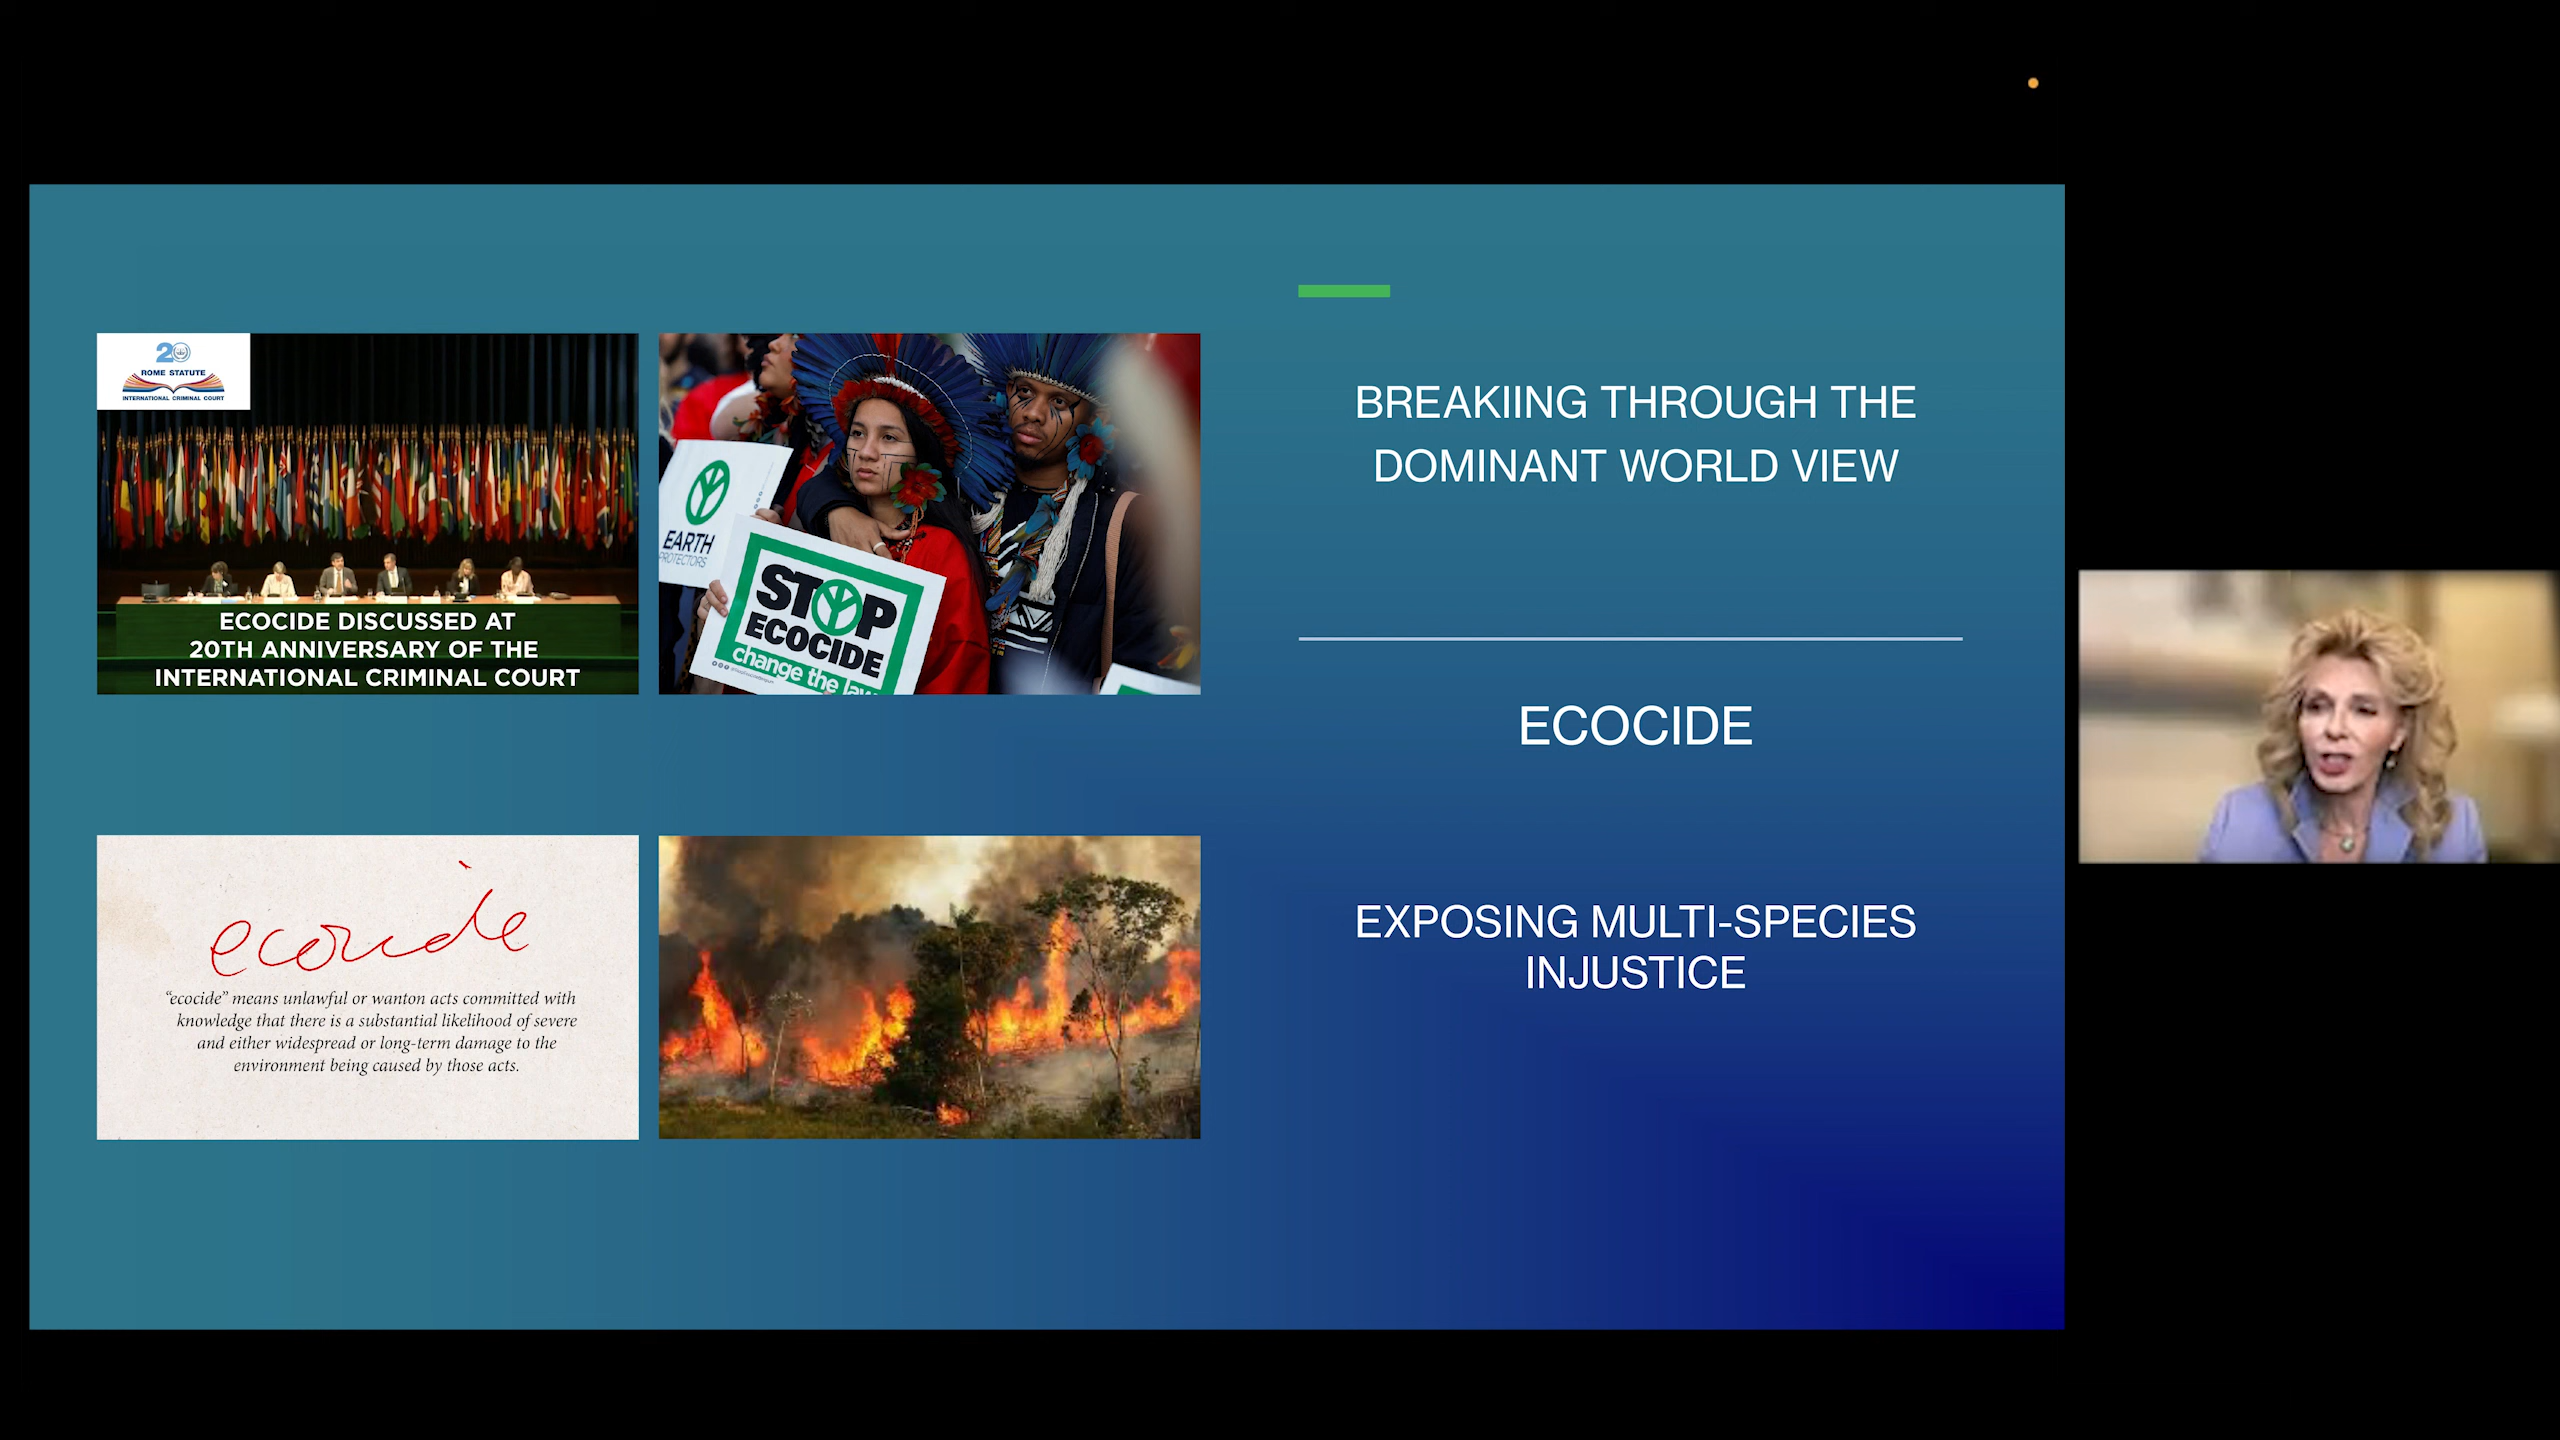 20
ROME STATUTE
INTERNATIONAL CRIMINAL COURT
ECOCIDE DISCUSSED AT
20TH ANNIVERSARY OF THE
INTERNATIONAL CRIMINAL COURT
EARTH
PROTECTORS
STOP
ECOCIDE
change the law
BREAKIING THROUGH THE
DOMINANT WORLD VIEW
ECOCIDE
EXPOSING MULTI-SPECIES
INJUSTICE
ecocide
“ecocide” means unlawful or wanton acts committed with
knowledge that there is a substantial likelihood of severe
and either widespread or long-term damage to the
environment being caused by those acts.